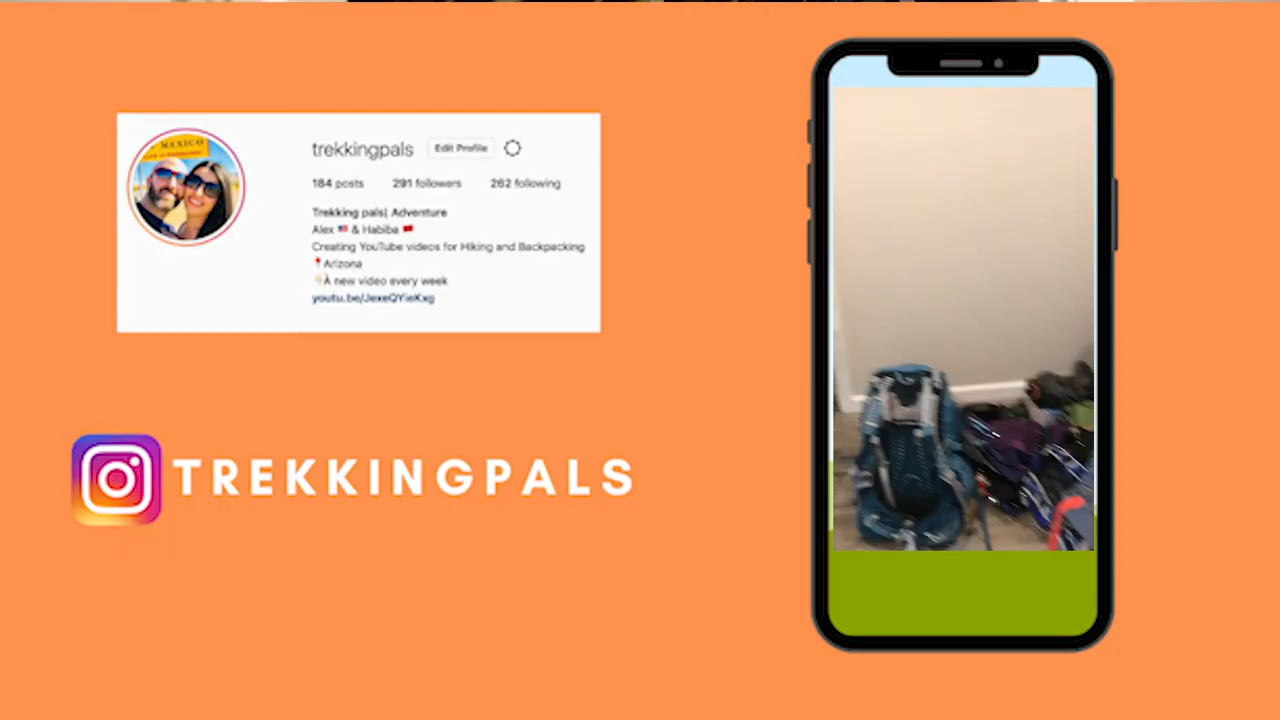 MEXICO
trekkingpals Edit Profile
184 posts 291 followers 262 following
Trekking pals| Adventure
Alex 🇺🇸 & Habiba 🇲🇦
Creating YouTube videos for Hiking and Backpacking
📍Arizona
👇🏻A new video every week
youtu.be/JexeQYieKxg
TREKKINGPALS